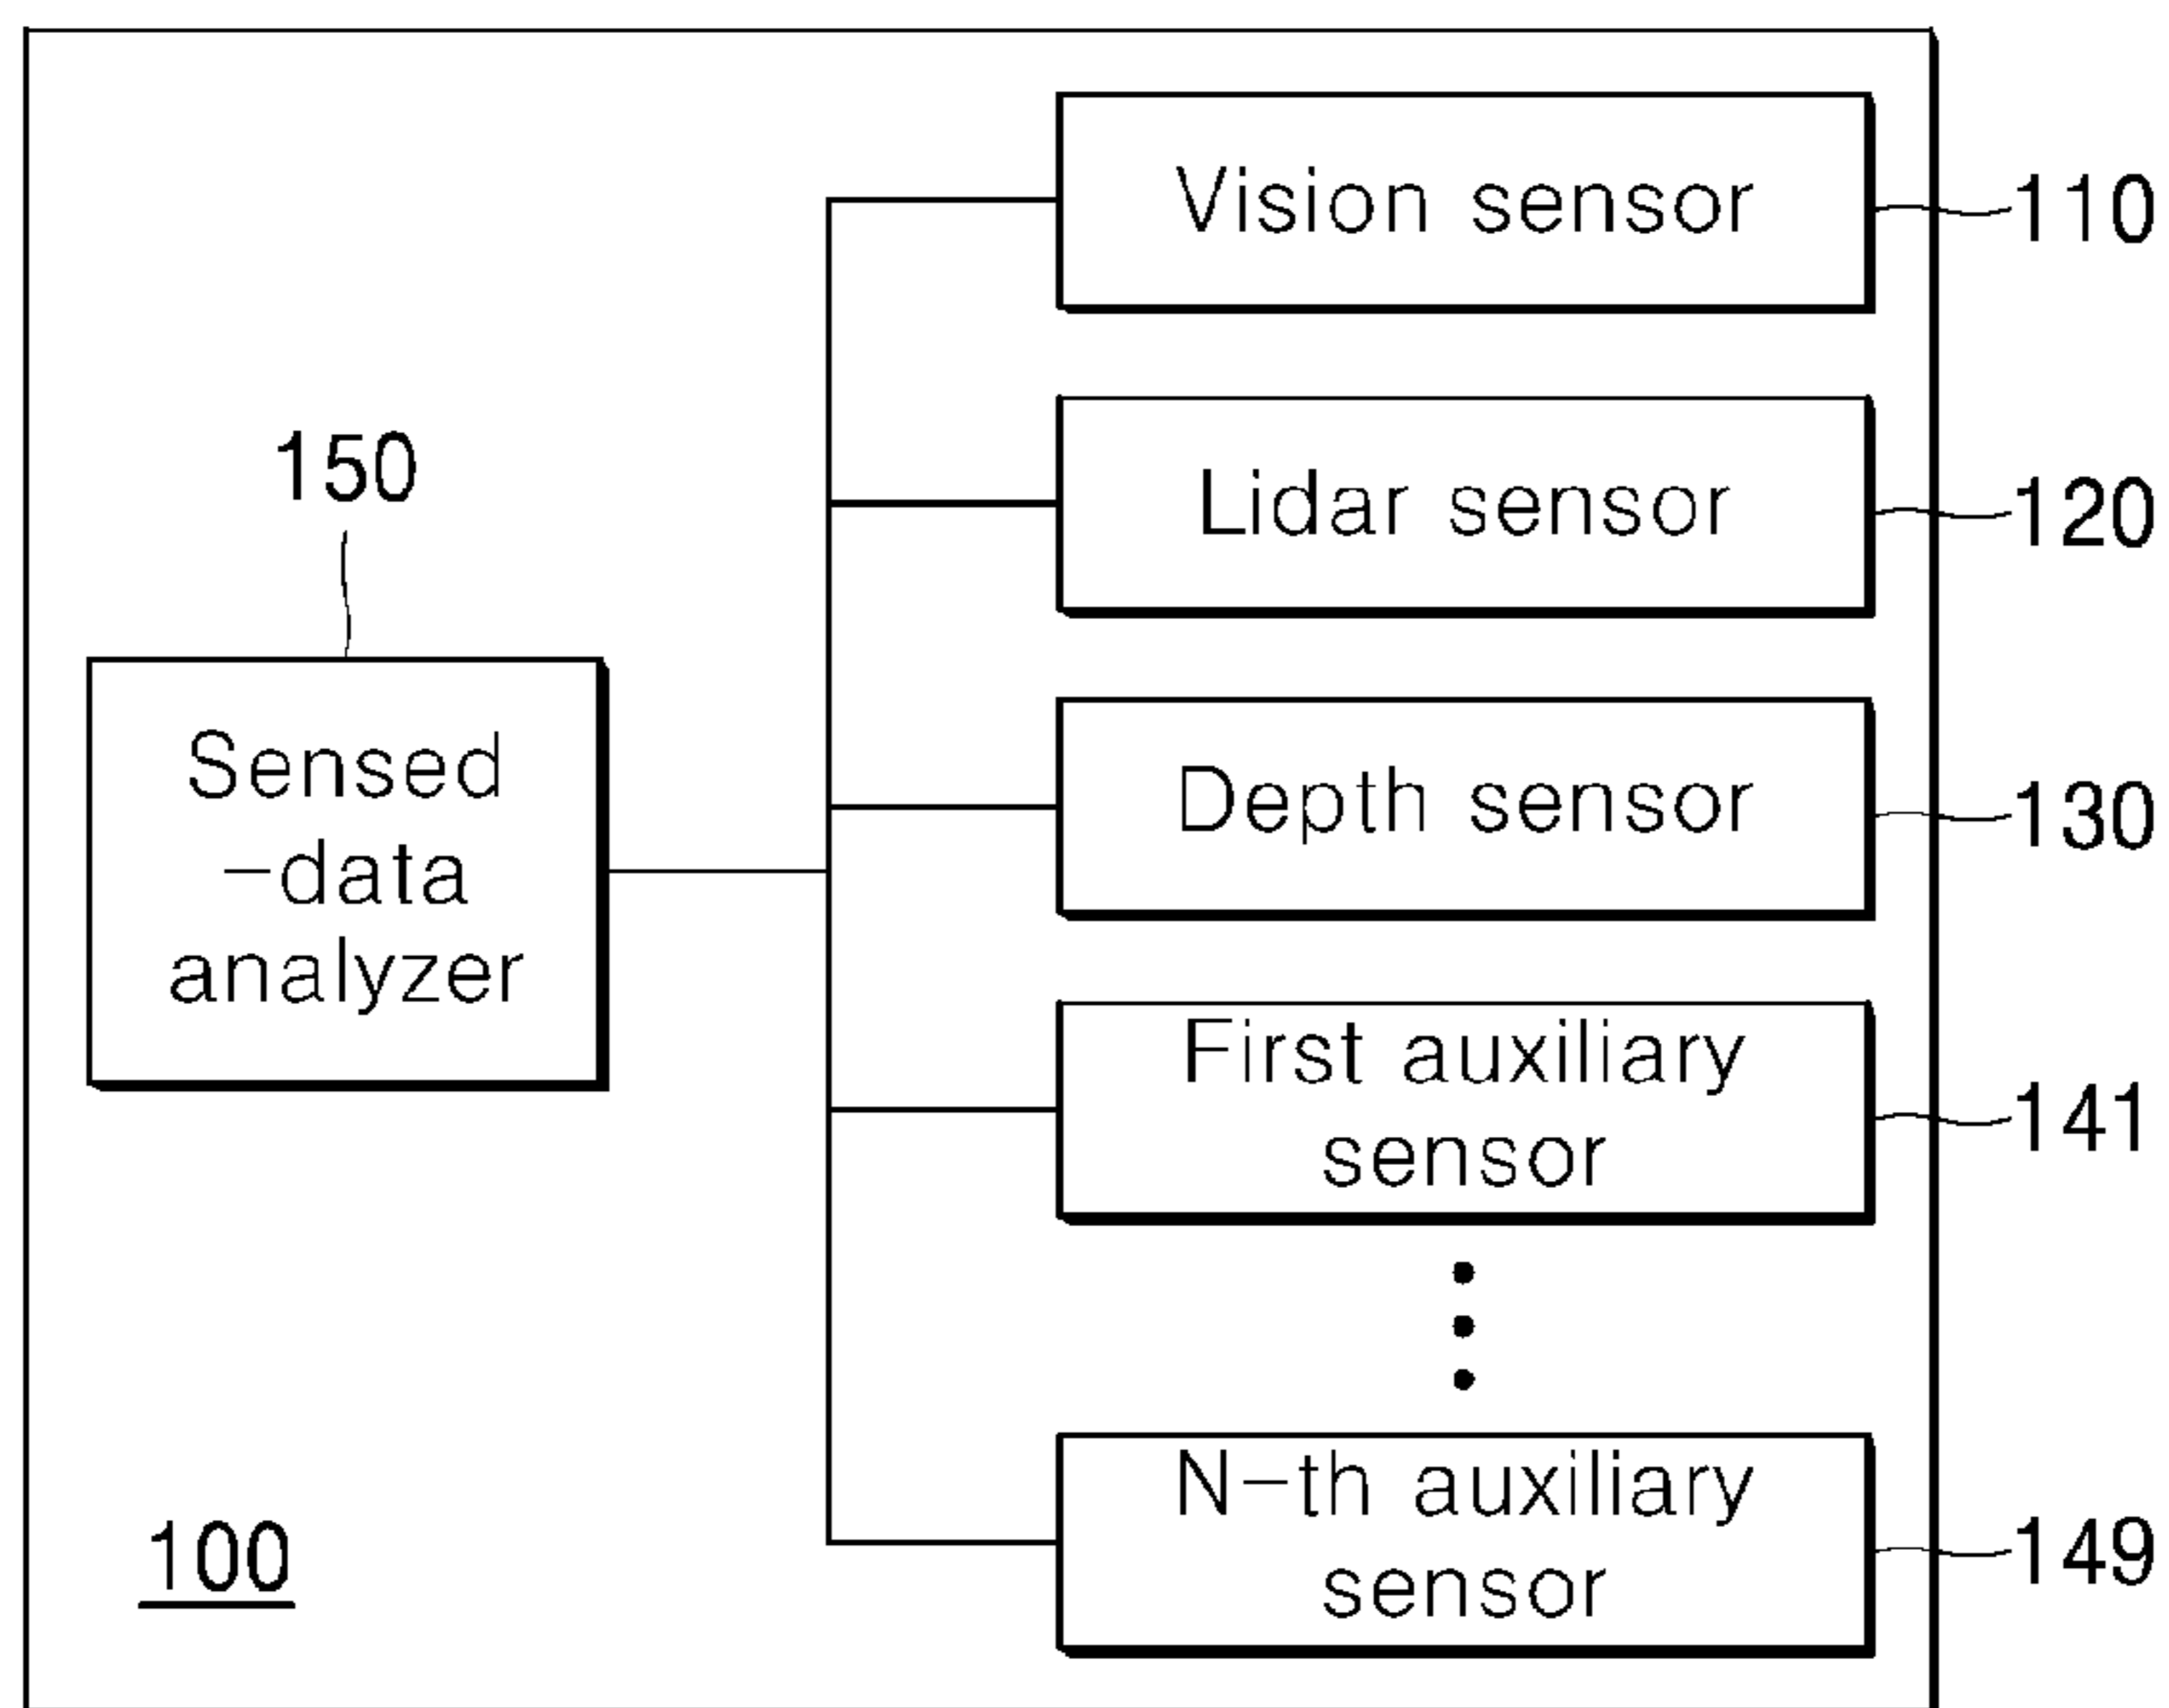 Vision sensor
110
Lidar sensor
120
150
Sensed
-data
analyzer
Depth sensor
130
First auxiliary
sensor
141
N-th auxiliary
sensor
149
100